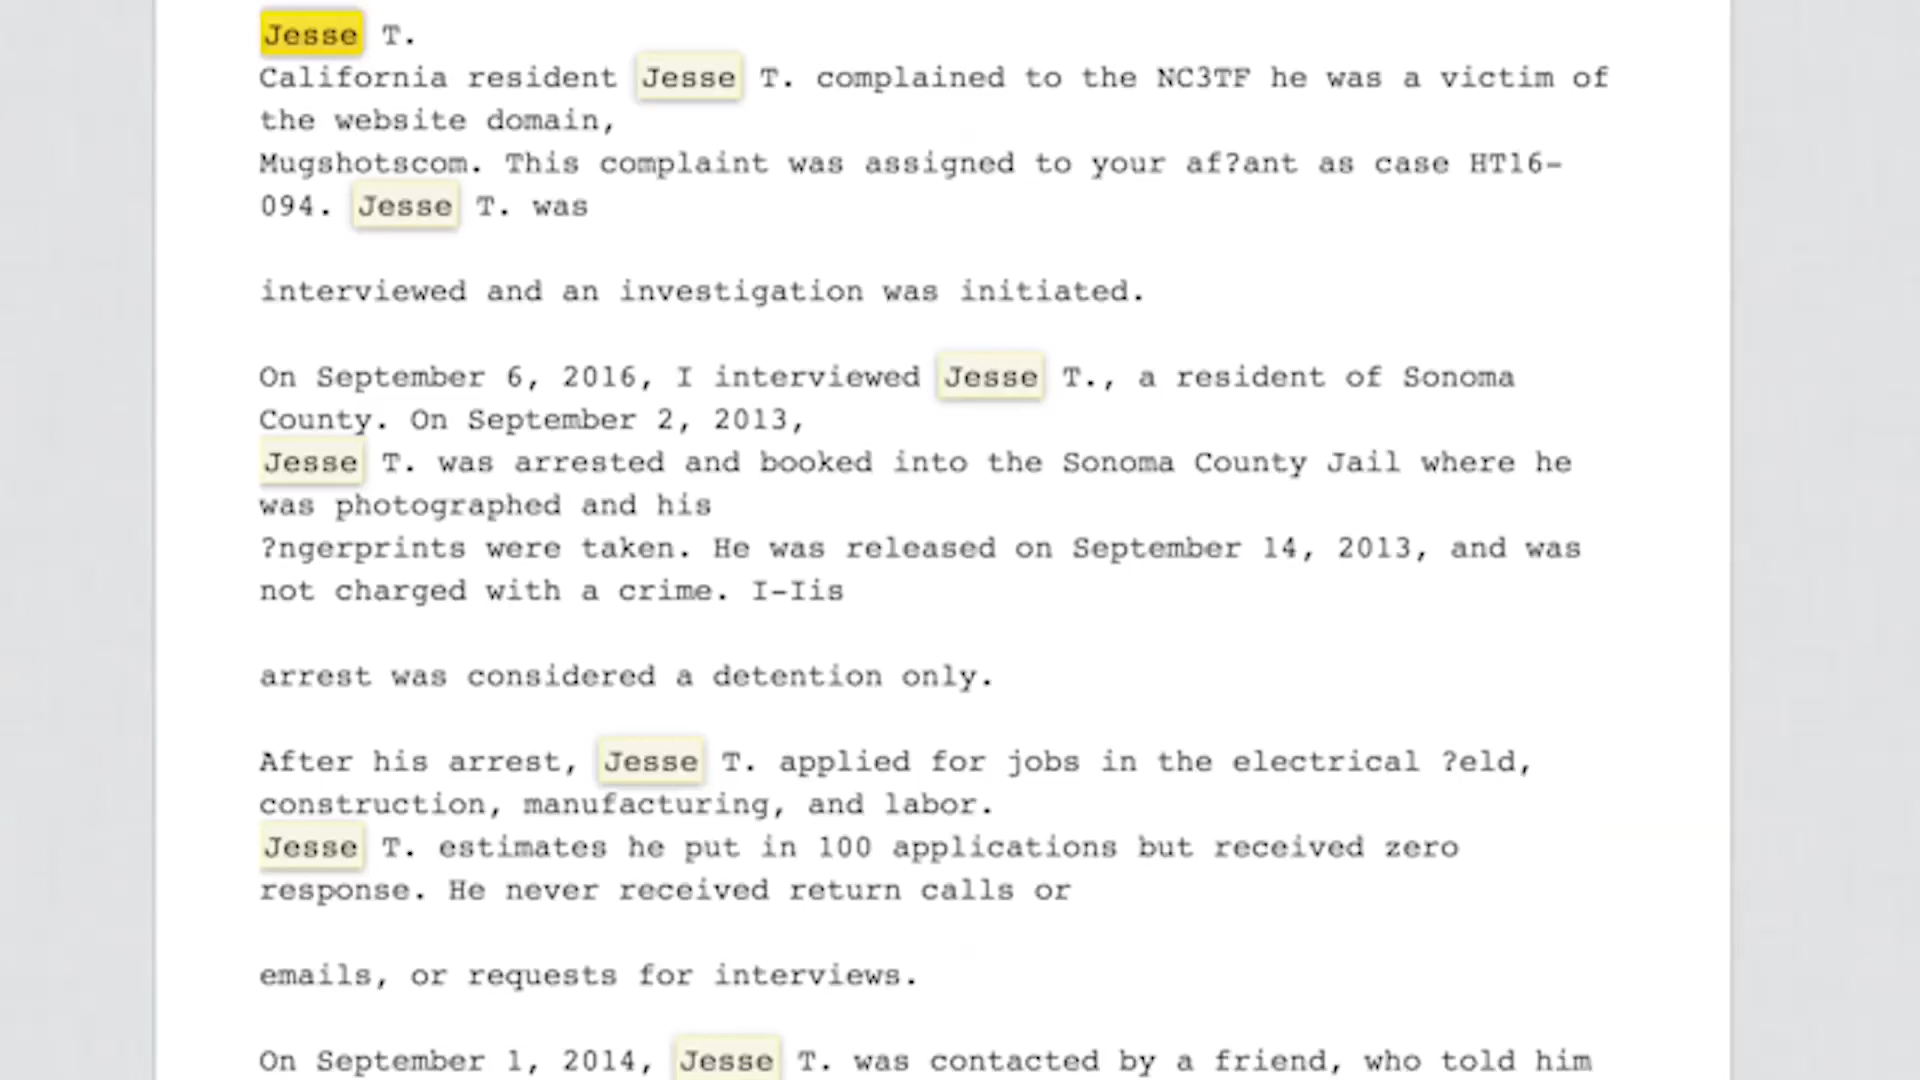 Jesse T.
California resident Jesse T. complained to the NC3TF he was a victim of
the website domain,
Mugshotscom. This complaint was assigned to your af?ant as case HT16-
094. Jesse T. was
interviewed and an investigation was initiated.
On September 6, 2016, I interviewed Jesse T., a resident of Sonoma
County. On September 2, 2013,
Jesse T. was arrested and booked into the Sonoma County Jail where he
was photographed and his
?ngerprints were taken. He was released on September 14, 2013, and was
not charged with a crime. I-Iis
arrest was considered a detention only.
After his arrest, Jesse T. applied for jobs in the electrical ?eld,
construction, manufacturing, and labor.
Jesse T. estimates he put in 100 applications but received zero
response. He never received return calls or
emails, or requests for interviews.
On September 1, 2014, Jesse T. was contacted by a friend, who told him